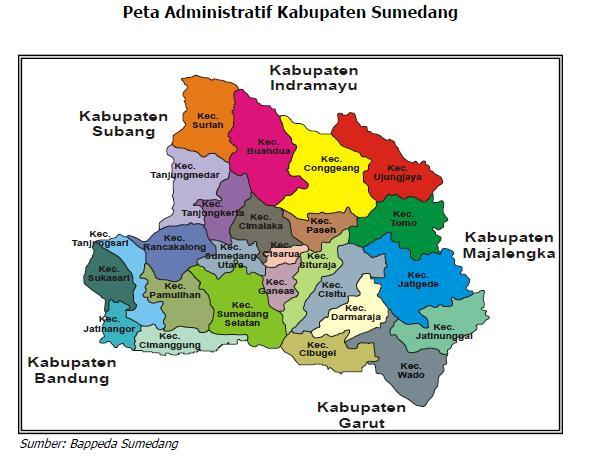 Peta Administratif Kabupaten Sumedang
Kabupaten
Indramayu
Kabupaten
Subang
Kec.
Suriah
Kec.
Buahdua
Kec.
Conggeang
Kec.
Ujungjaya
Kec.
Tanjungmedar
Kec.
Tanjungkerta
Kec.
Cimalaka
Kec.
Paseh
Kec.
Tomo
Kec.
Tanjungsari
Kec.
Rancakalong
Kec.
Sumedang
Utara
Kec.
Cisarua
Kec.
Situraja
Kabupaten
Majalengka
Kec.
Sukasari
Kec.
Pamulihan
Kec.
Ganeas
Kec.
Cisitu
Kec.
Jatigede
Kec.
Sumedang
Selatan
Kec.
Darmaraja
Kec.
Jatinangor
Kec.
Cimanggung
Kec.
Cibugel
Kec.
Jatinunggal
Kec.
Wado
Kabupaten
Bandung
Kabupaten
Garut
Sumber: Bappeda Sumedang